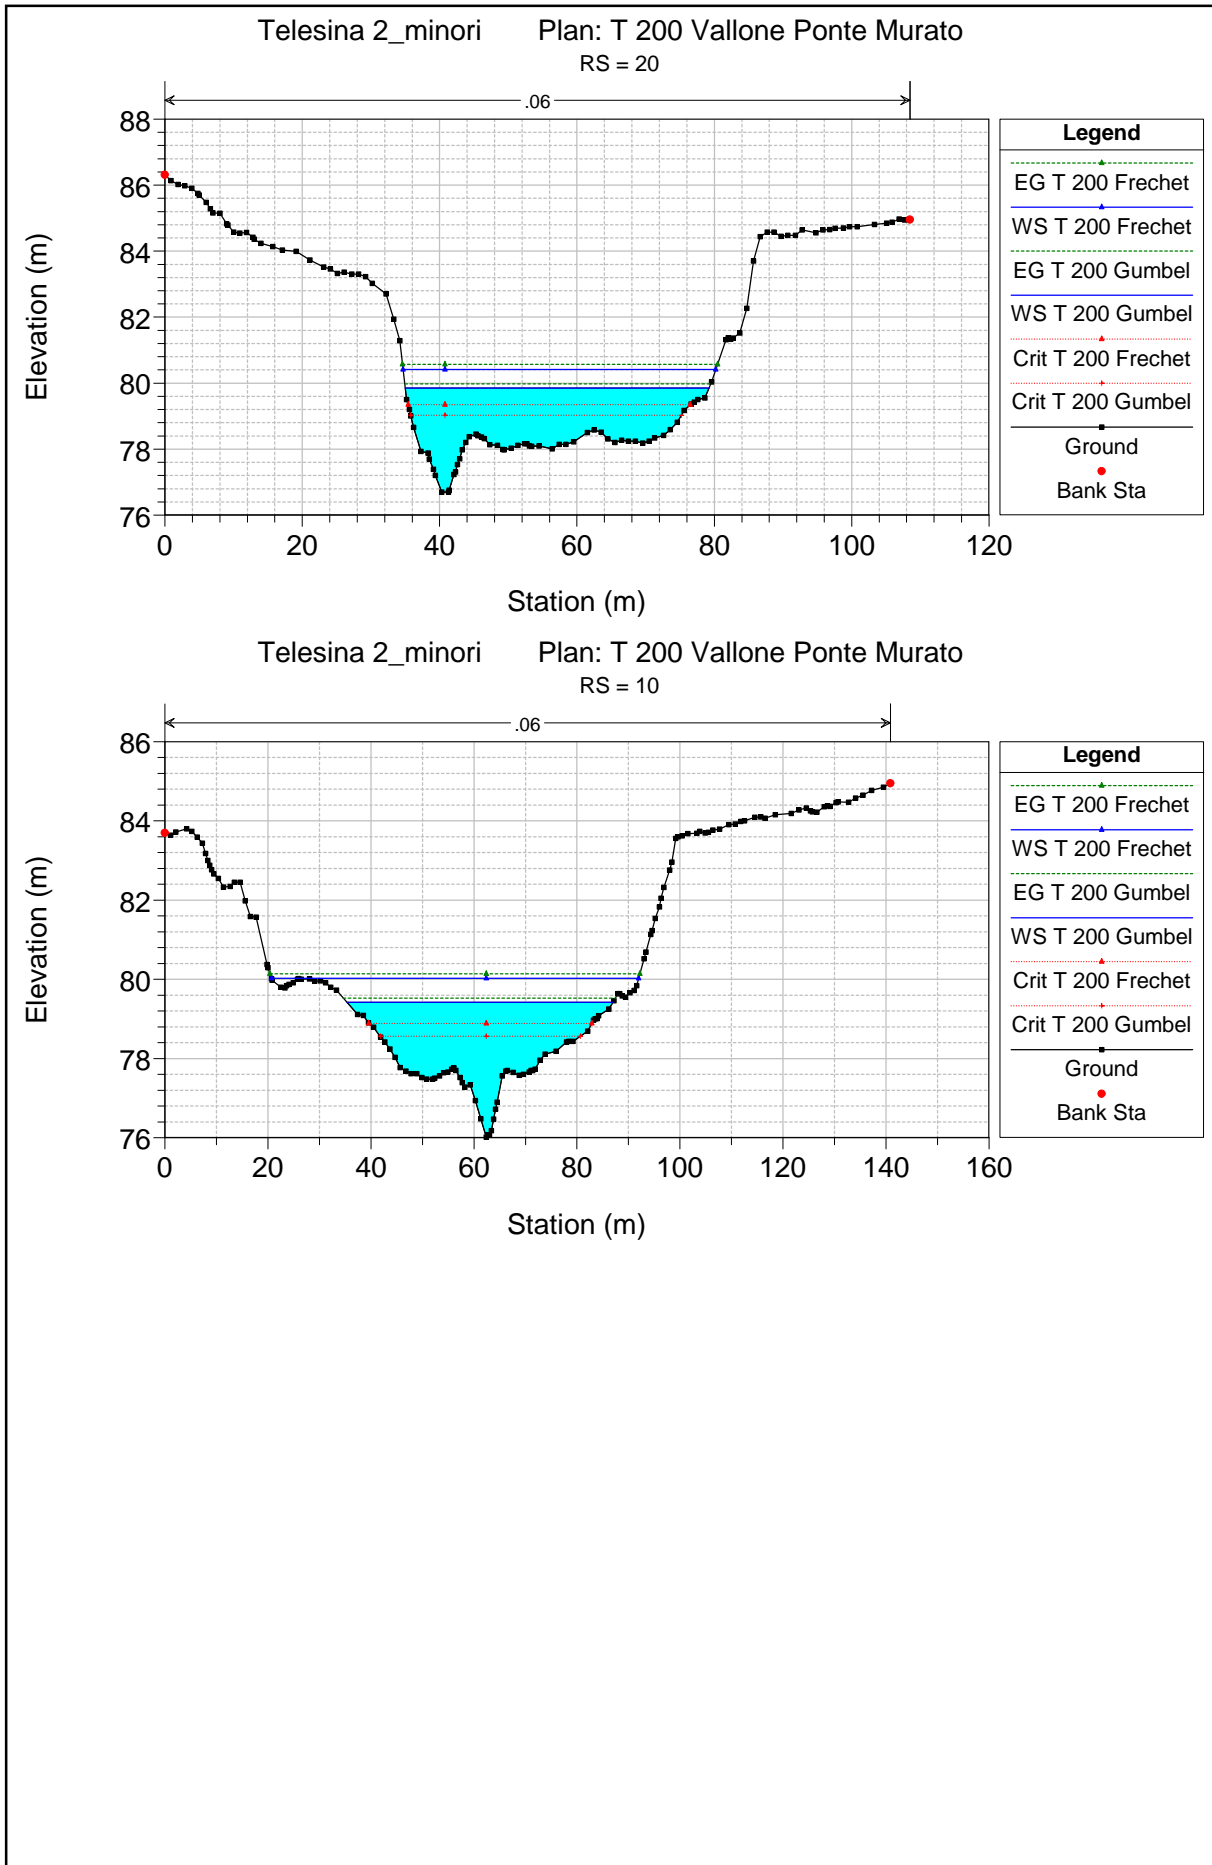 Telesina 2_minori Plan: T 200 Vallone Ponte Murato
RS = 20
.06
88
86
84
82
80
78
76
0 20 40 60 80 100 120
Elevation (m)
Station (m)
Legend
EG T 200 Frechet
WS T 200 Frechet
EG T 200 Gumbel
WS T 200 Gumbel
Crit T 200 Frechet
Crit T 200 Gumbel
Ground
Bank Sta
Telesina 2_minori Plan: T 200 Vallone Ponte Murato
RS = 10
.06
86
84
82
80
78
76
0 20 40 60 80 100 120 140 160
Elevation (m)
Station (m)
Legend
EG T 200 Frechet
WS T 200 Frechet
EG T 200 Gumbel
WS T 200 Gumbel
Crit T 200 Frechet
Crit T 200 Gumbel
Ground
Bank Sta